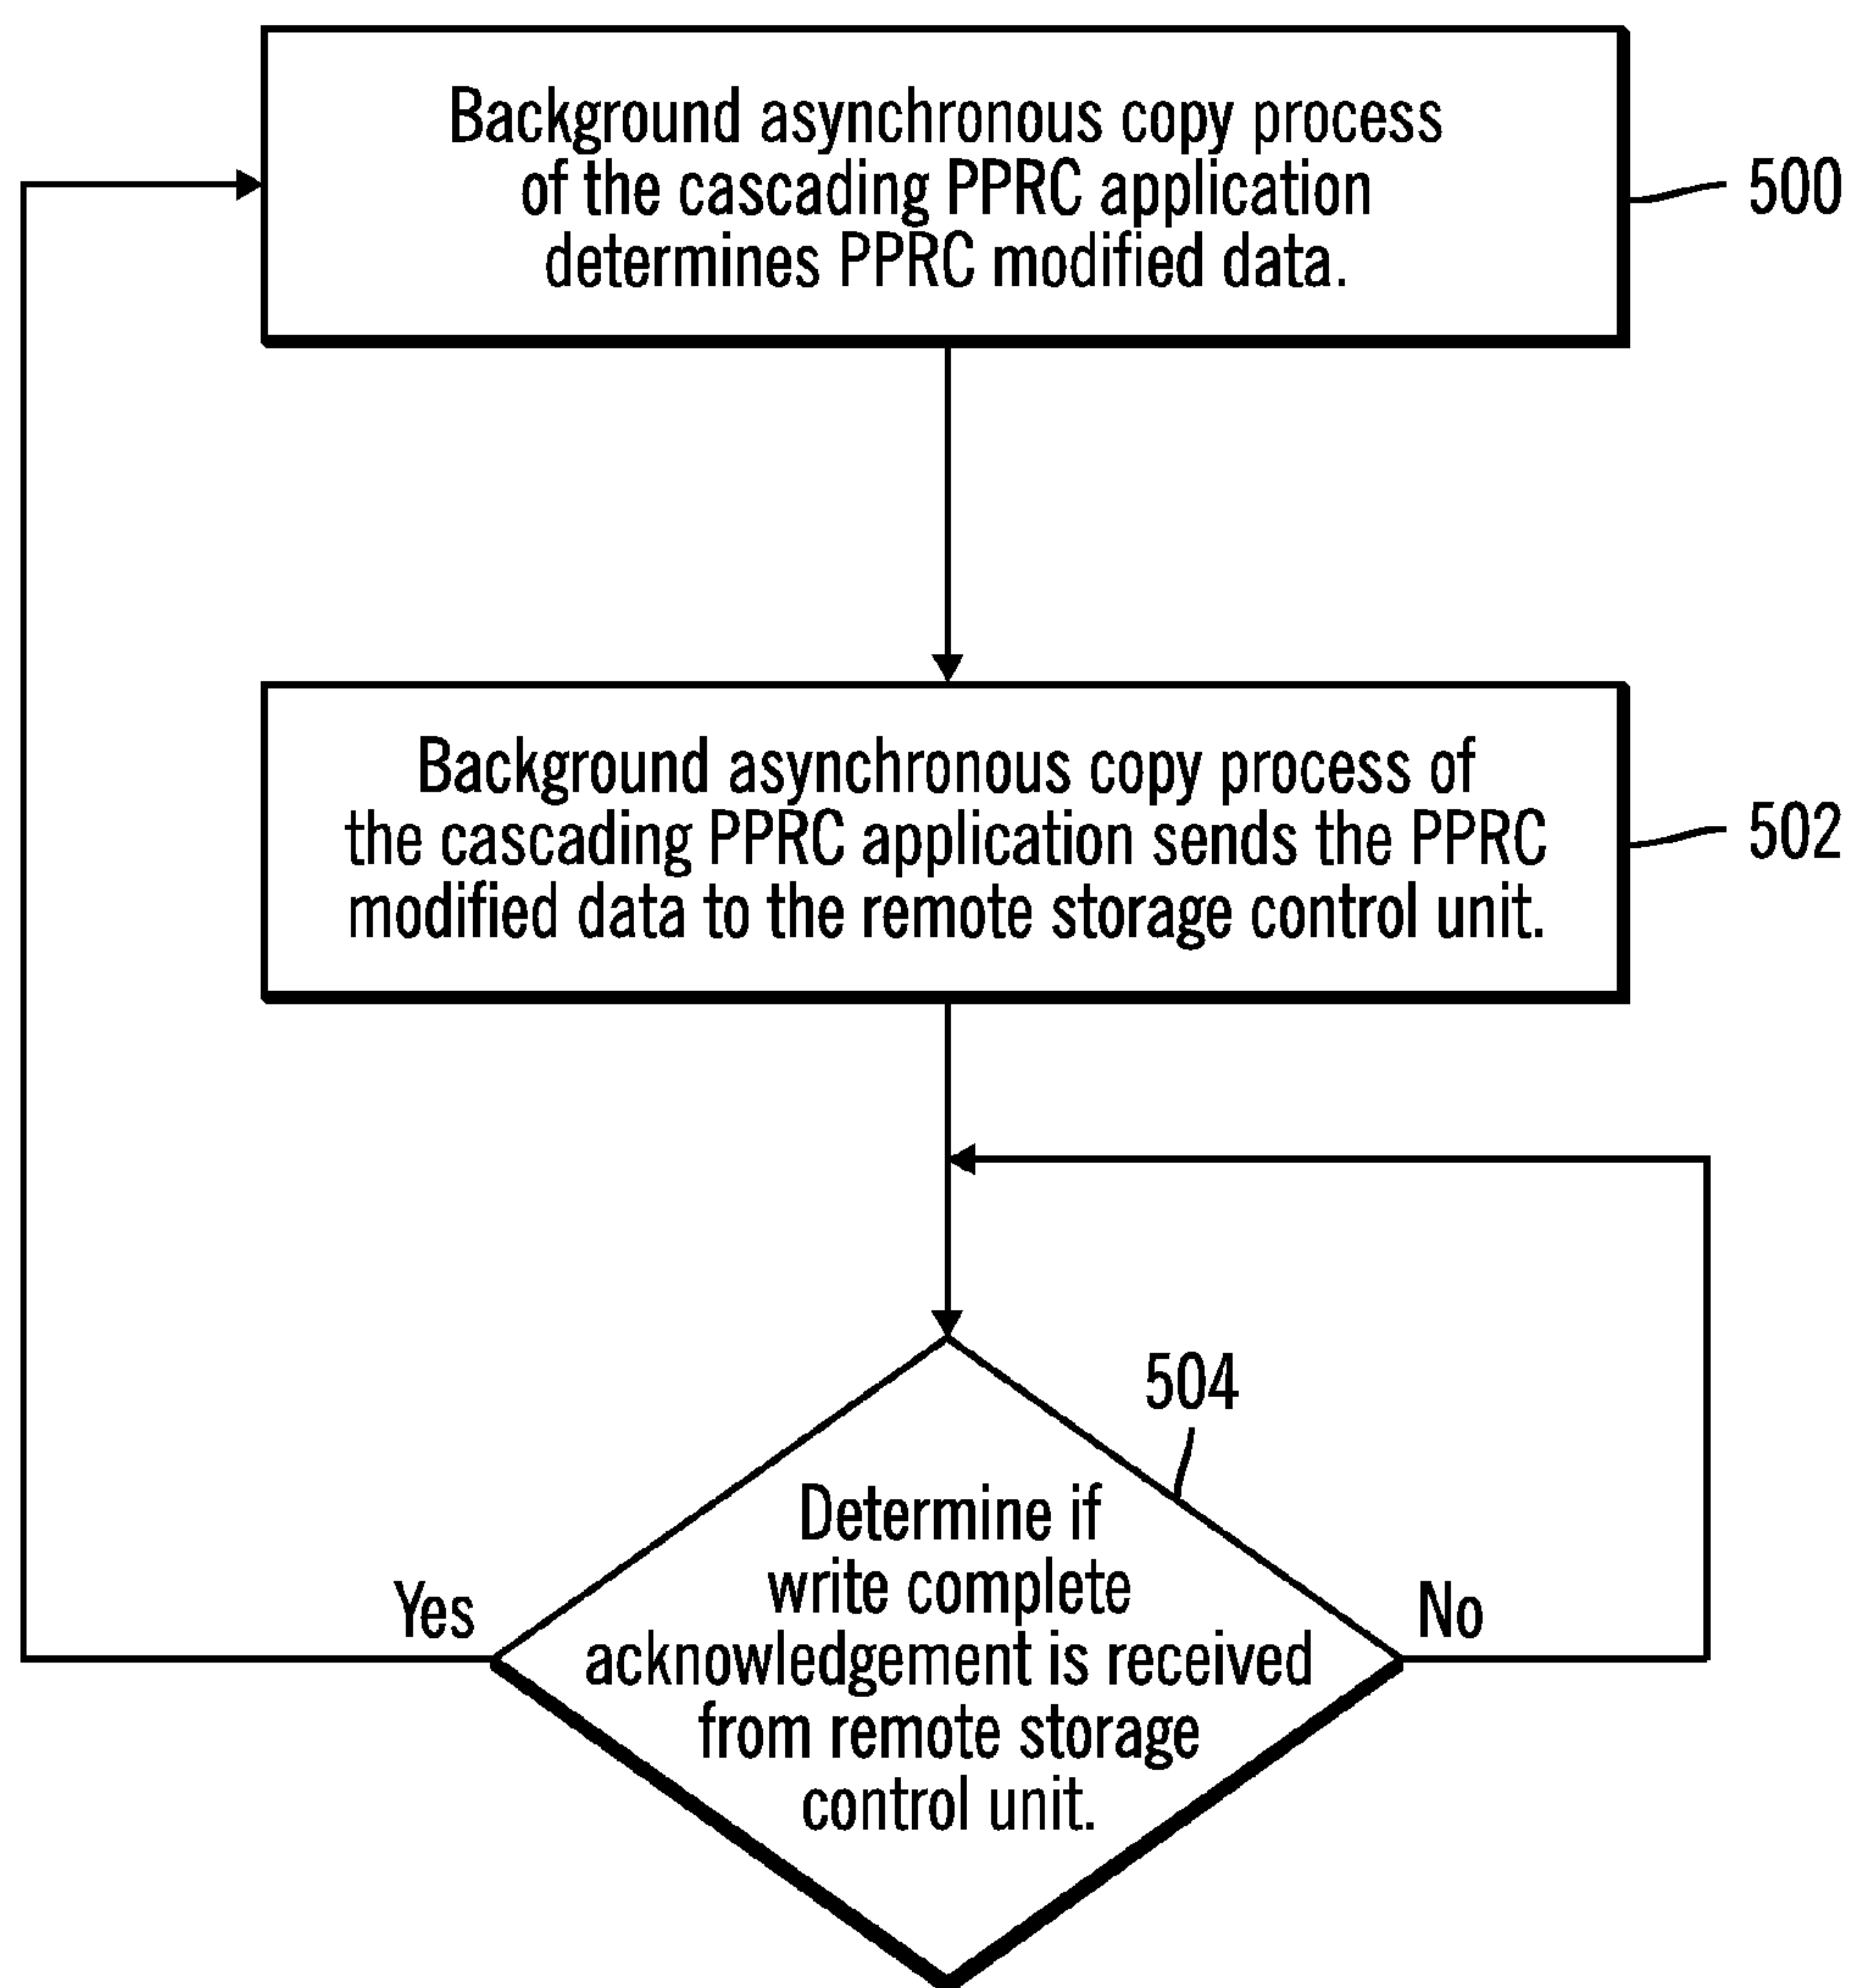 Background asynchronous copy process
of the cascading PPRC application
determines PPRC modified data.
500
Background asynchronous copy process of
the cascading PPRC application sends the PPRC
modified data to the remote storage control unit.
502
504
Determine if
write complete
acknowledgement is received
from remote storage
control unit.
Yes
No